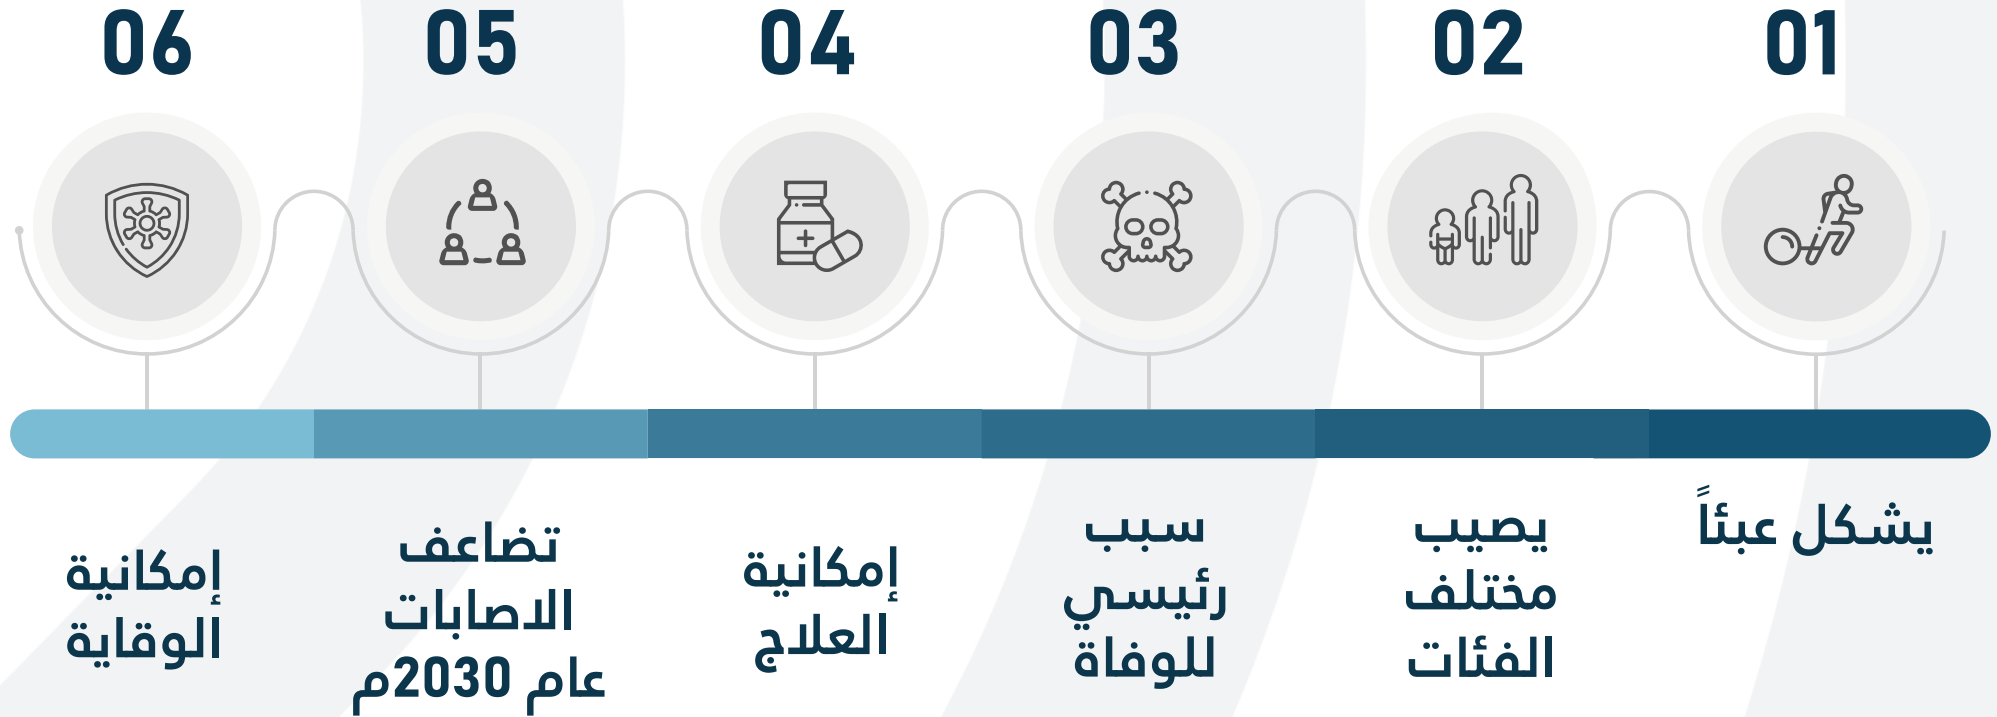 01
يشكل عبئاً
02
يصيب
مختلف
الفئات
03
سبب
رئيسي
للوفاة
04
إمكانية
العلاج
05
تضاعف
الاصابات
عام 2030م
06
إمكانية
الوقاية